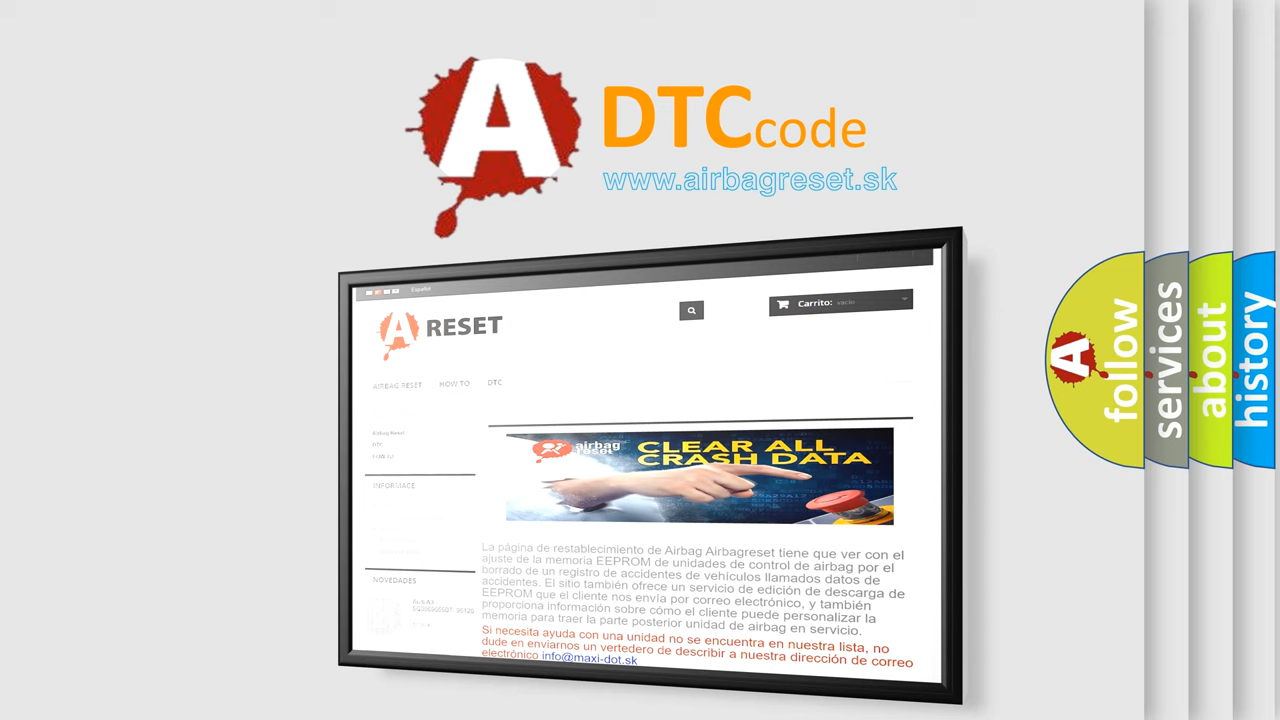 A DTC code
www.airbagreset.sk
Español
A RESET
Carrito: vacío
AIRBAG RESET HOW TO DTC
Airbag Reset
DTC
HOW TO
INFORMACE
NOVEDADES
airbag
reset
CLEAR ALL
CRASH DATA
La página de restablecimiento de Airbag Airbagreset tiene que ver con el
ajuste de la memoria EEPROM de unidades de control de airbag por el
borrado de un registro de accidentes de vehículos llamados datos de
accidentes. El sitio también ofrece un servicio de edición de descarga de
EEPROM que el cliente nos envía por correo electrónico, y también
proporciona información sobre cómo el cliente puede personalizar la
memoria para traer la parte posterior unidad de airbag en servicio.
Si necesita ayuda con una unidad no se encuentra en nuestra lista, no
dude en enviarnos un vertedero de describir a nuestra dirección de correo
electrónico info@maxi-dot.sk
A follow
services
about
history